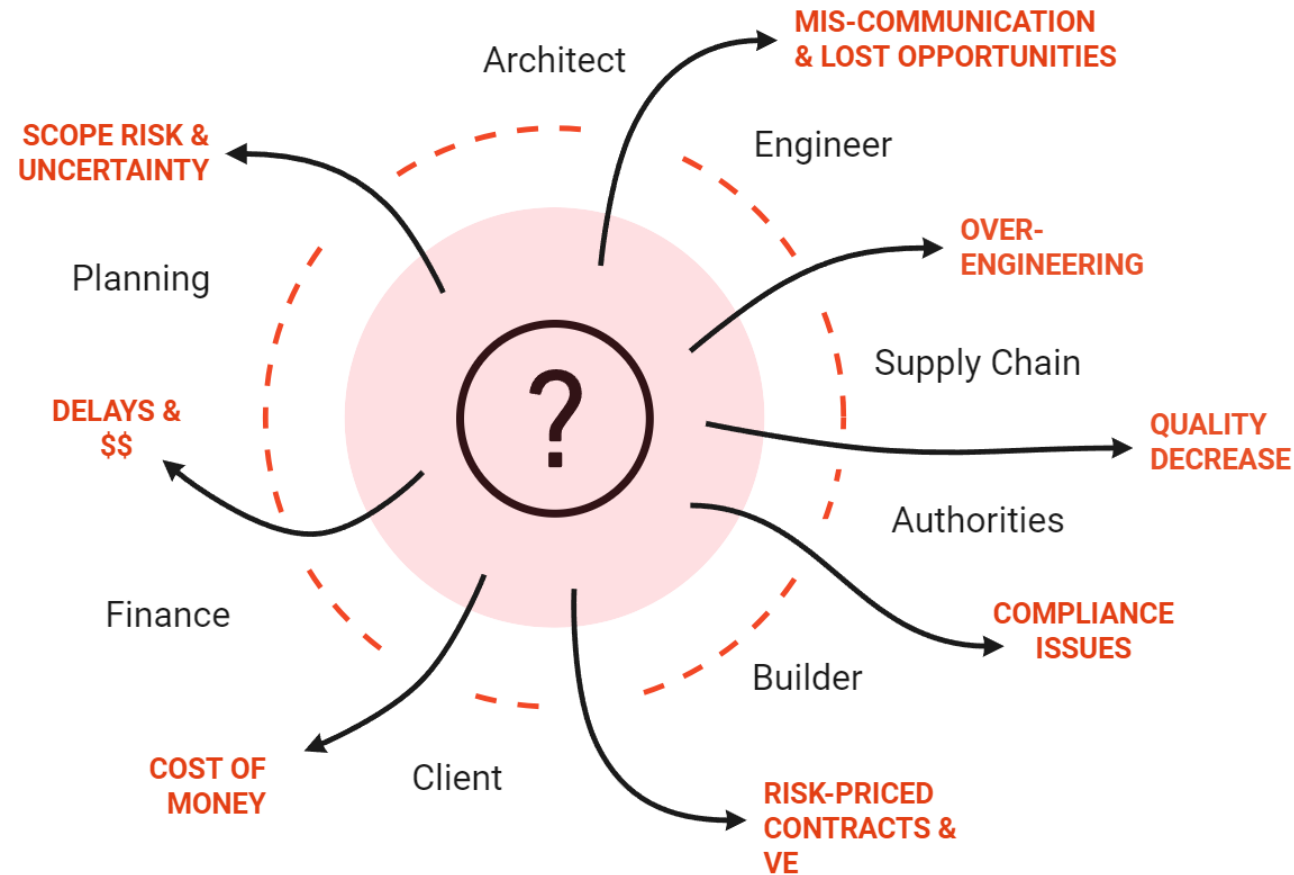 MIS-COMMUNICATION
& LOST OPPORTUNITIES
Architect
SCOPE RISK &
UNCERTAINTY
Engineer
OVER-
ENGINEERING
Planning
Supply Chain
DELAYS &
$$
?
QUALITY
DECREASE
Authorities
Finance
COMPLIANCE
ISSUES
Builder
COST OF
MONEY
Client
RISK-PRICED
CONTRACTS &
VE